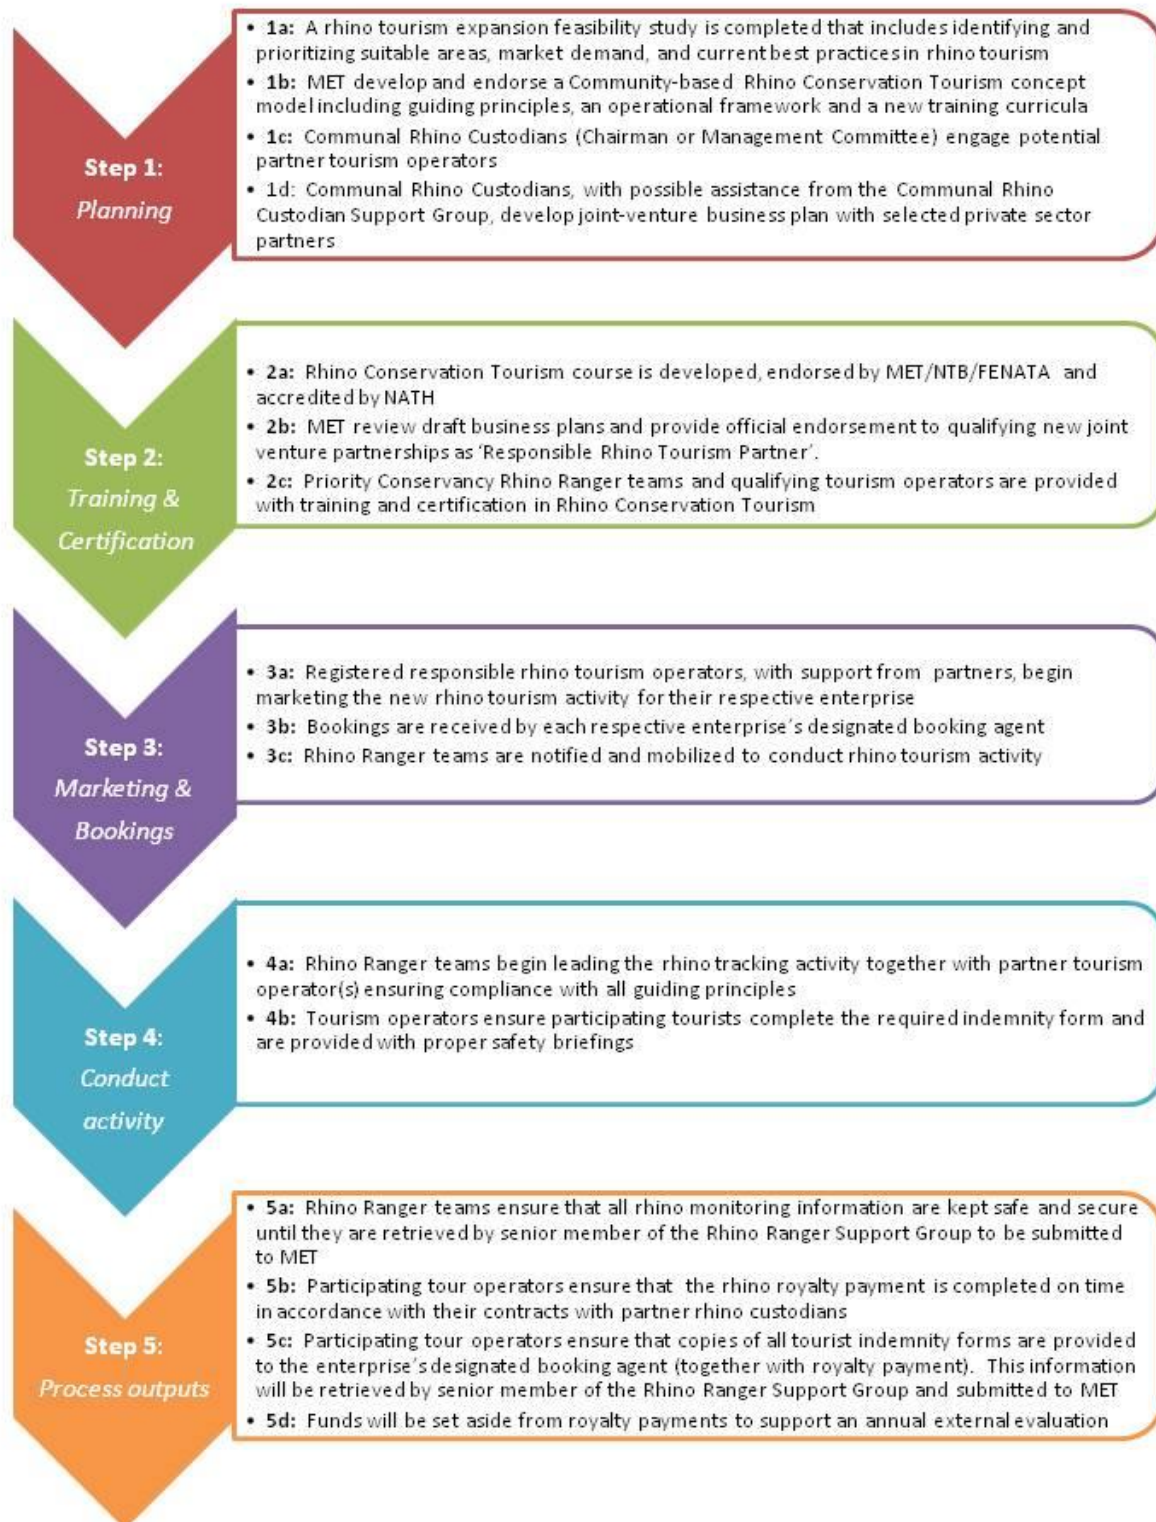 Step 1:
Planning
• 1a: A rhino tourism expansion feasibility study is completed that includes identifying and
prioritizing suitable areas, market demand, and current best practices in rhino tourism
• 1b: MET develop and endorse a Community-based Rhino Conservation Tourism concept
model including guiding principles, an operational framework and a new training curricula
• 1c: Communal Rhino Custodians (Chairman or Management Committee) engage potential
partner tourism operators
• 1d: Communal Rhino Custodians, with possible assistance from the Communal Rhino
Custodian Support Group, develop joint-venture business plan with selected private sector
partners
Step 2:
Training &
Certification
• 2a: Rhino Conservation Tourism course is developed, endorsed by MET/NTB/FENATA and
accredited by NATH
• 2b: MET review draft business plans and provide official endorsement to qualifying new joint
venture partnerships as ‘Responsible Rhino Tourism Partner’.
• 2c: Priority Conservancy Rhino Ranger teams and qualifying tourism operators are provided
with training and certification in Rhino Conservation Tourism
Step 3:
Marketing &
Bookings
• 3a: Registered responsible rhino tourism operators, with support from partners, begin
marketing the new rhino tourism activity for their respective enterprise
• 3b: Bookings are received by each respective enterprise’s designated booking agent
• 3c: Rhino Ranger teams are notified and mobilized to conduct rhino tourism activity
Step 4:
Conduct
activity
• 4a: Rhino Ranger teams begin leading the rhino tracking activity together with partner tourism
operator(s) ensuring compliance with all guiding principles
• 4b: Tourism operators ensure participating tourists complete the required indemnity form and
are provided with proper safety briefings
Step 5:
Process outputs
• 5a: Rhino Ranger teams ensure that all rhino monitoring information are kept safe and secure
until they are retrieved by senior member of the Rhino Ranger Support Group to be submitted
to MET
• 5b: Participating tour operators ensure that the rhino royalty payment is completed on time
in accordance with their contracts with partner rhino custodians
• 5c: Participating tour operators ensure that copies of all tourist indemnity forms are provided
to the enterprise’s designated booking agent (together with royalty payment). This information
will be retrieved by senior member of the Rhino Ranger Support Group and submitted to MET
• 5d: Funds will be set aside from royalty payments to support an annual external evaluation